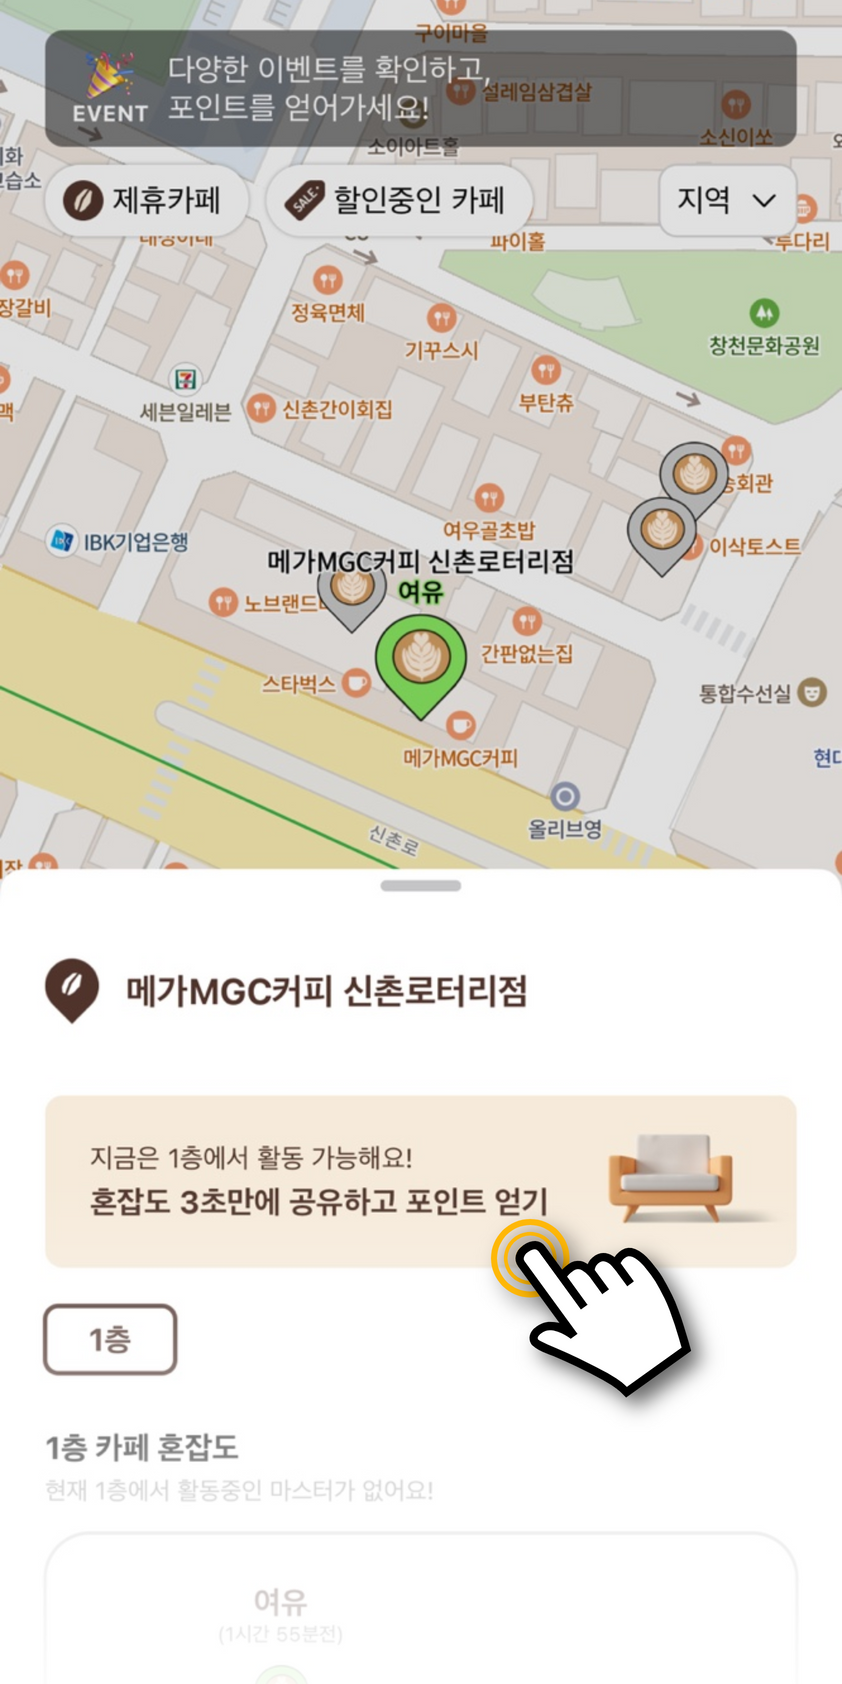 구이마을
다양한 이벤트를 확인하고,
EVENT 포인트를 얻어가세요!
설레임삼겹살
소신이쏘
소이아트홀
습소
제휴카페
할인중인 카페
지역
파이홀
투다리
장갈비
정육면체
기꾸스시
창천문화공원
부탄츄
세븐일레븐
신촌간이회집
맥
회관
여우골초밥
IBK기업은행
이삭토스트
메가MGC커피 신촌로터리점
여유
노브랜드
간판없는집
스타벅스
통합수선실
메가MGC커피
현대
올리브영
신촌로
장
메가MGC커피 신촌로터리점
지금은 1층에서 활동 가능해요!
혼잡도 3초만에 공유하고 포인트 얻기
1층
1층 카페 혼잡도
현재 1층에서 활동중인 마스터가 없어요!
여유
(1시간 55분전)